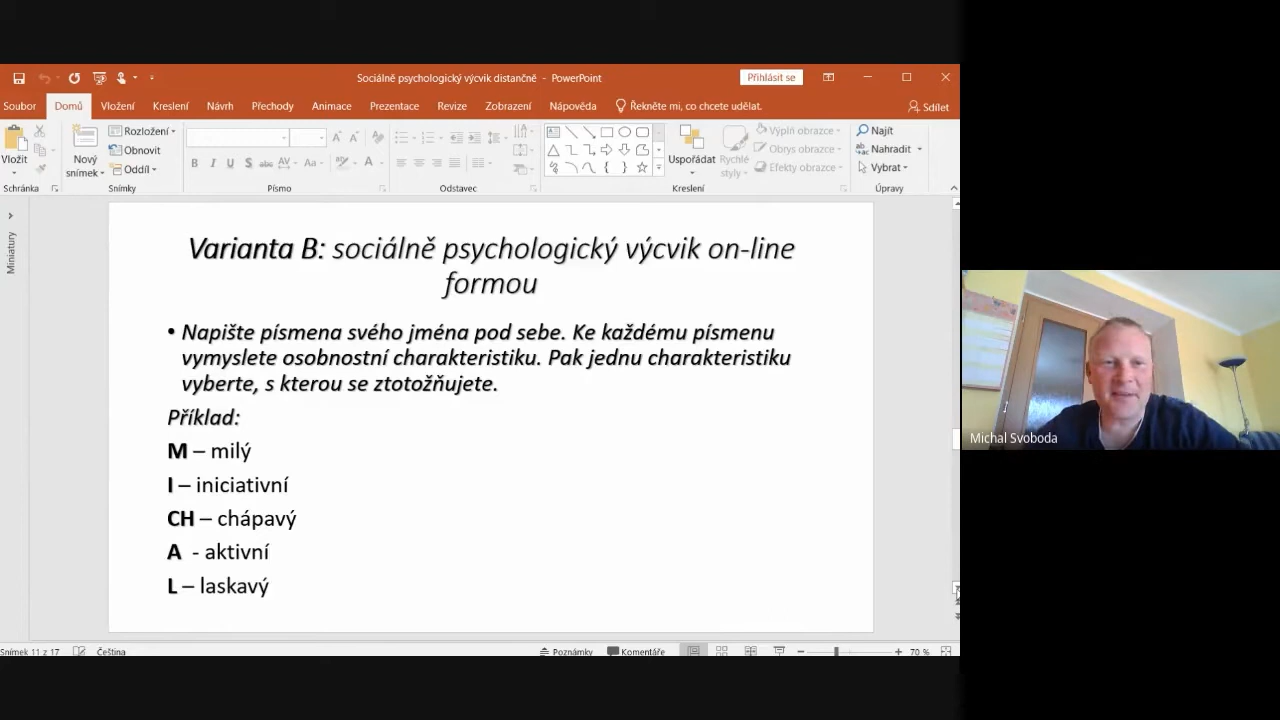 Sociálně psychologický výcvik distančně - PowerPoint
Přihlásit se
Soubor Domů Vložení Kreslení Návrh Přechody Animace Prezentace Revize Zobrazení Nápověda Řekněte mi, co chcete udělat. Sdílet
Vložit
Nový snímek
Rozložení
Obnovit
Oddíl
Uspořádat
Rychlé styly
Výplň obrazce
Obrys obrazce
Efekty obrazce
Najít
Nahradit
Vybrat
Schránka Snímky Písmo Odstavec Kreslení Úpravy
Miniatury
Varianta B: sociálně psychologický výcvik on-line
formou
• Napište písmena svého jména pod sebe. Ke každému písmenu
vymyslete osobnostní charakteristiku. Pak jednu charakteristiku
vyberte, s kterou se ztotožňujete.
Příklad:
M – milý
I – iniciativní
CH – chápavý
A - aktivní
L – laskavý
Michal Svoboda
Snímek 11 z 17 Čeština Poznámky Komentáře 70 %